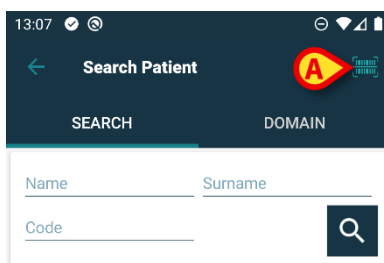 13:07
Search Patient
A
SEARCH DOMAIN
Name Surname
Code